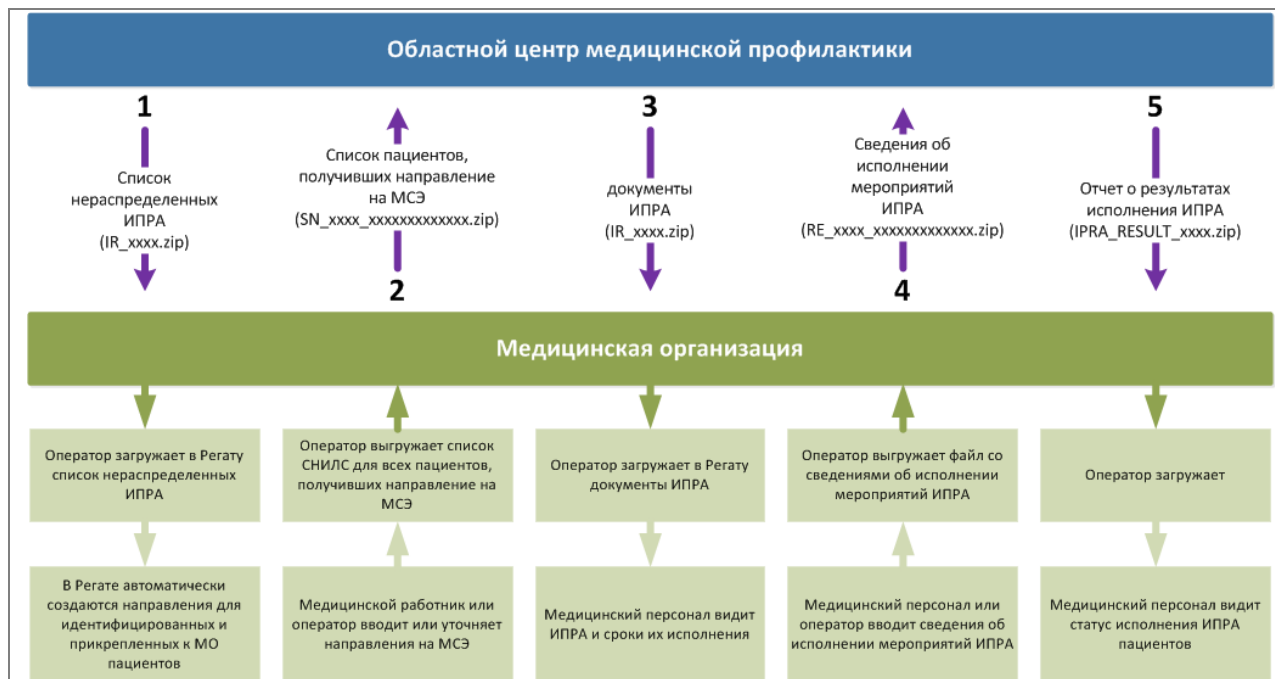 Областной центр медицинской профилактики
1
Список
нераспределенных
ИПРА
(IR_xxxx.zip)
Список пациентов,
получивших направление
на МСЭ
(SN_xxxx_xxxxxxxxxxxxx.zip)
2
3
документы
ИПРА
(IR_xxxx.zip)
Сведения об
исполнении
мероприятий
ИПРА
(RE_xxxx_xxxxxxxxxxxxx.zip)
4
5
Отчет о результатах
исполнения ИПРА
(IPRA_RESULT_xxxx.zip)
Медицинская организация
Оператор загружает в Регату
список нераспределенных
ИПРА
Оператор выгружает список
СНИЛС для всех пациентов,
получивших направление на
МСЭ
Оператор загружает в Регату
документы ИПРА
Оператор выгружает файл со
сведениями об исполнении
мероприятий ИПРА
Оператор загружает
В Регате автоматически
создаются направления для
идентифицированных и
прикрепленных к МО
пациентов
Медицинской работник или
оператор вводит или уточняет
направления на МСЭ
Медицинский персонал видит
ИПРА и сроки их исполнения
Медицинский персонал или
оператор вводит сведения об
исполнении мероприятий ИПРА
Медицинский персонал видит
статус исполнения ИПРА
пациентов